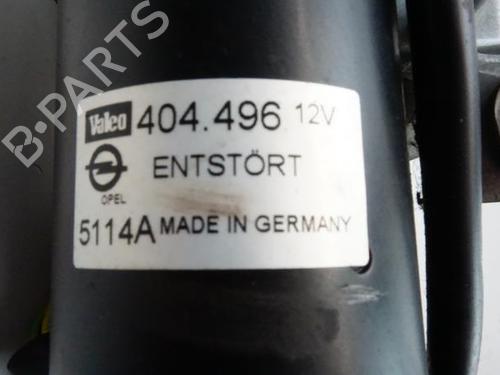 B-PARTS
Valeo 404.496 12V
ENTSTÖRT
OPEL
5114A MADE IN GERMANY